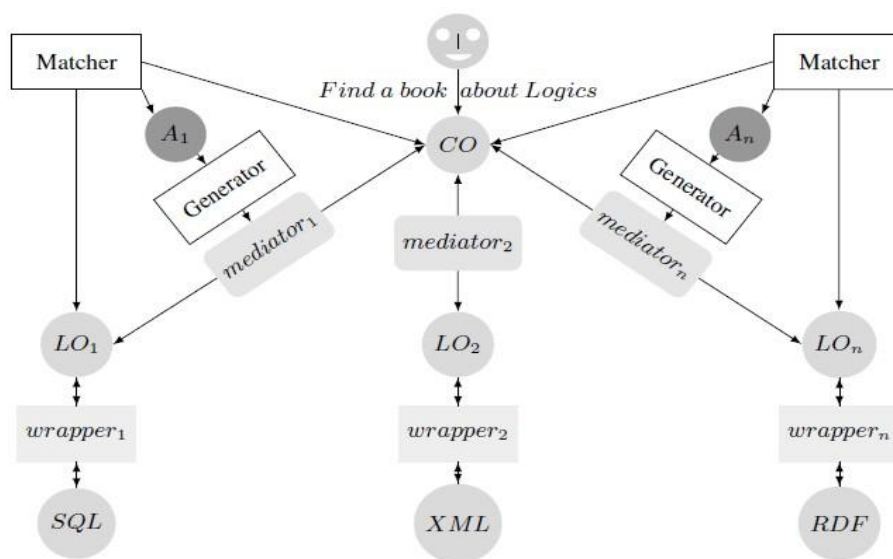 Matcher
Matcher
Find a book about Logics
A₁
Aₙ
CO
Generator
Generator
mediator₁
mediator₂
mediatorₙ
LO₁
LO₂
LOₙ
wrapper₁
wrapper₂
wrapperₙ
SQL
XML
RDF